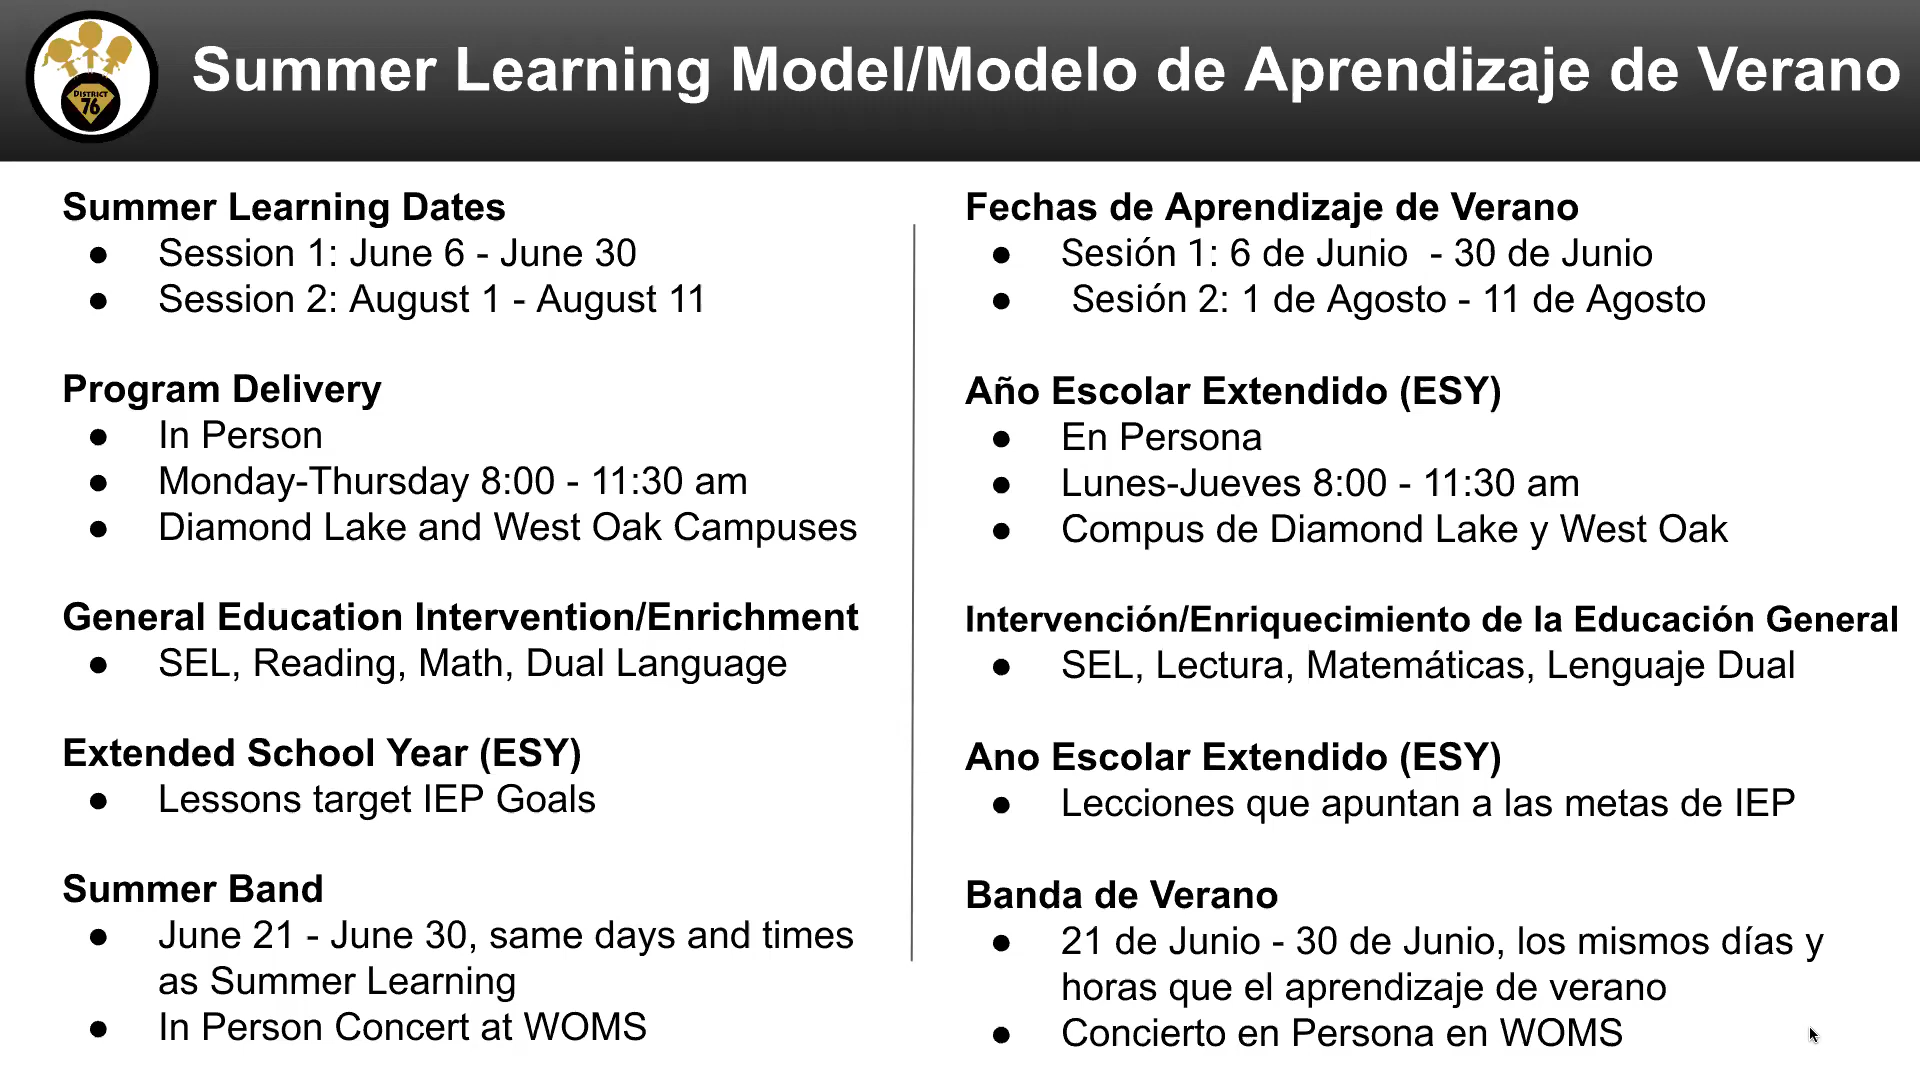 DISTRICT
76
Summer Learning Model/Modelo de Aprendizaje de Verano
Summer Learning Dates
● Session 1: June 6 - June 30
● Session 2: August 1 - August 11
Program Delivery
● In Person
● Monday-Thursday 8:00 - 11:30 am
● Diamond Lake and West Oak Campuses
General Education Intervention/Enrichment
● SEL, Reading, Math, Dual Language
Extended School Year (ESY)
● Lessons target IEP Goals
Summer Band
● June 21 - June 30, same days and times
as Summer Learning
● In Person Concert at WOMS
Fechas de Aprendizaje de Verano
● Sesión 1: 6 de Junio - 30 de Junio
● Sesión 2: 1 de Agosto - 11 de Agosto
Año Escolar Extendido (ESY)
● En Persona
● Lunes-Jueves 8:00 - 11:30 am
● Compus de Diamond Lake y West Oak
Intervención/Enriquecimiento de la Educación General
● SEL, Lectura, Matemáticas, Lenguaje Dual
Ano Escolar Extendido (ESY)
● Lecciones que apuntan a las metas de IEP
Banda de Verano
● 21 de Junio - 30 de Junio, los mismos días y
horas que el aprendizaje de verano
● Concierto en Persona en WOMS